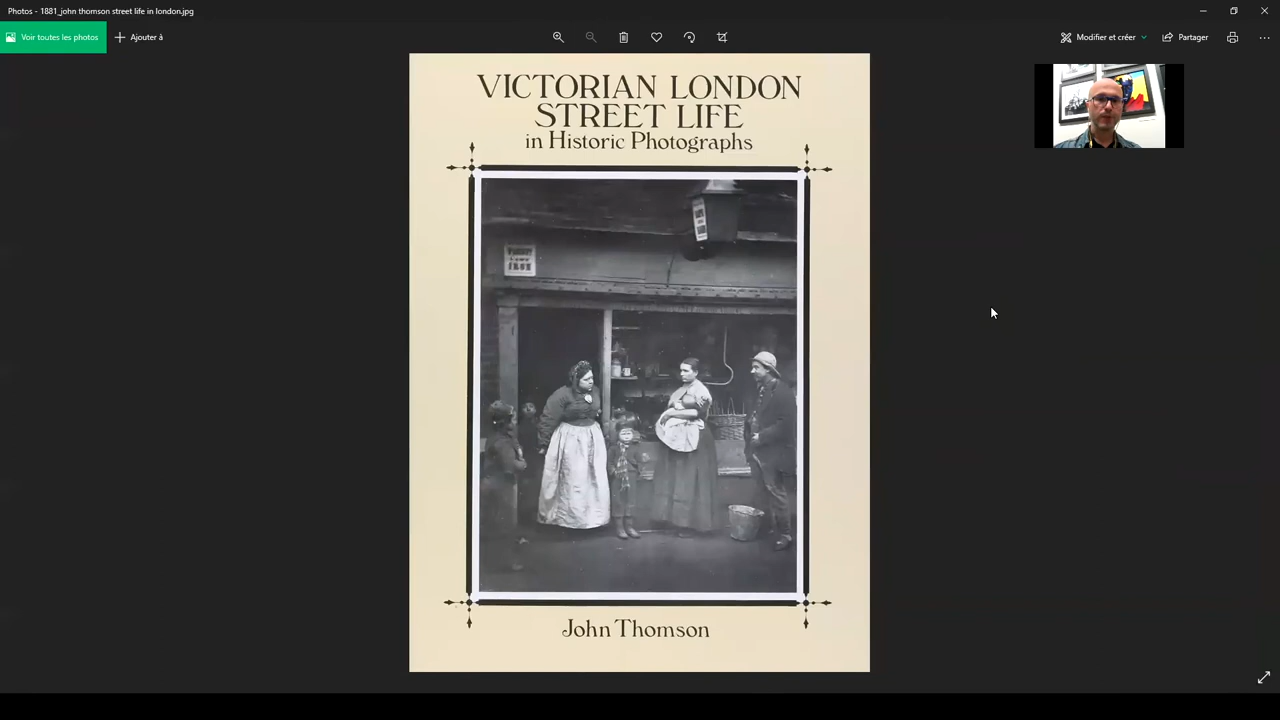 Photos - 1881_john thomson street life in london.jpg
Voir toutes les photos
Ajouter à
Modifier et créer
Partager
VICTORIAN LONDON
STREET LIFE
in Historic Photographs
John Thomson